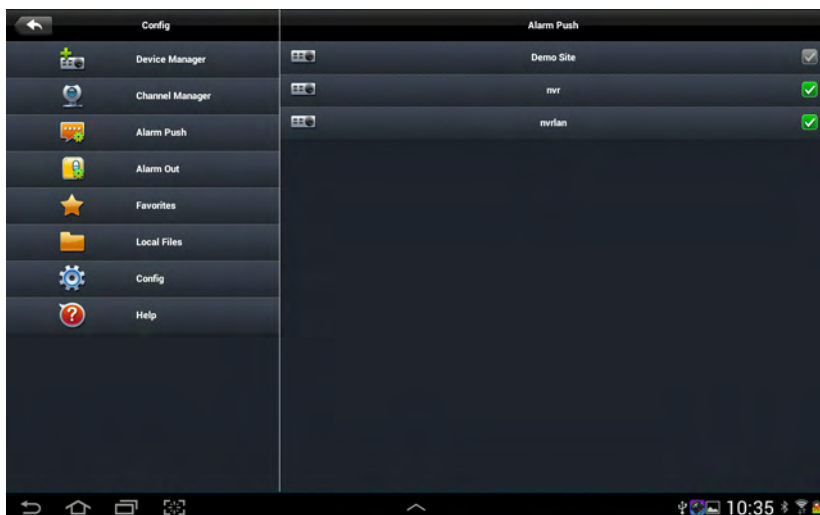 Config
Alarm Push
Device Manager
Demo Site
Channel Manager
nvr
Alarm Push
nvrlan
Alarm Out
Favorites
Local Files
Config
Help
10:35